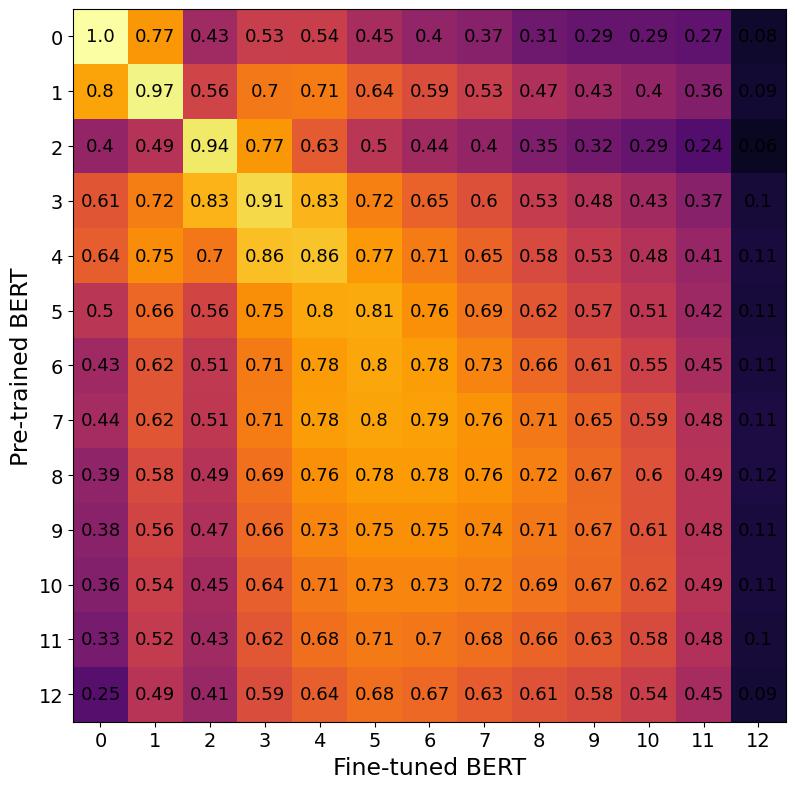 0 1.0 0.77 0.43 0.53 0.54 0.45 0.4 0.37 0.31 0.29 0.29 0.27 0.08
1 0.8 0.97 0.56 0.7 0.71 0.64 0.59 0.53 0.47 0.43 0.4 0.36 0.09
2 0.4 0.49 0.94 0.77 0.63 0.5 0.44 0.4 0.35 0.32 0.29 0.24 0.06
3 0.61 0.72 0.83 0.91 0.83 0.72 0.65 0.6 0.53 0.48 0.43 0.37 0.1
4 0.64 0.75 0.7 0.86 0.86 0.77 0.71 0.65 0.58 0.53 0.48 0.41 0.11
5 0.5 0.66 0.56 0.75 0.8 0.81 0.76 0.69 0.62 0.57 0.51 0.42 0.11
6 0.43 0.62 0.51 0.71 0.78 0.8 0.78 0.73 0.66 0.61 0.55 0.45 0.11
7 0.44 0.62 0.51 0.71 0.78 0.8 0.79 0.76 0.71 0.65 0.59 0.48 0.11
8 0.39 0.58 0.49 0.69 0.76 0.78 0.78 0.76 0.72 0.67 0.6 0.49 0.12
9 0.38 0.56 0.47 0.66 0.73 0.75 0.75 0.74 0.71 0.67 0.61 0.48 0.11
10 0.36 0.54 0.45 0.64 0.71 0.73 0.73 0.72 0.69 0.67 0.62 0.49 0.11
11 0.33 0.52 0.43 0.62 0.68 0.71 0.7 0.68 0.66 0.63 0.58 0.48 0.1
12 0.25 0.49 0.41 0.59 0.64 0.68 0.67 0.63 0.61 0.58 0.54 0.45 0.09
0 1 2 3 4 5 6 7 8 9 10 11 12
Fine-tuned BERT
Pre-trained BERT